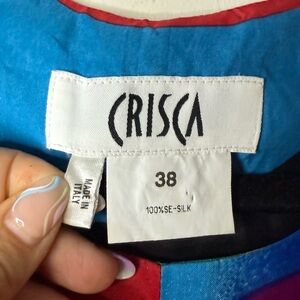 CRISCA
38
100%SE-SILK
MADE IN
ITALY